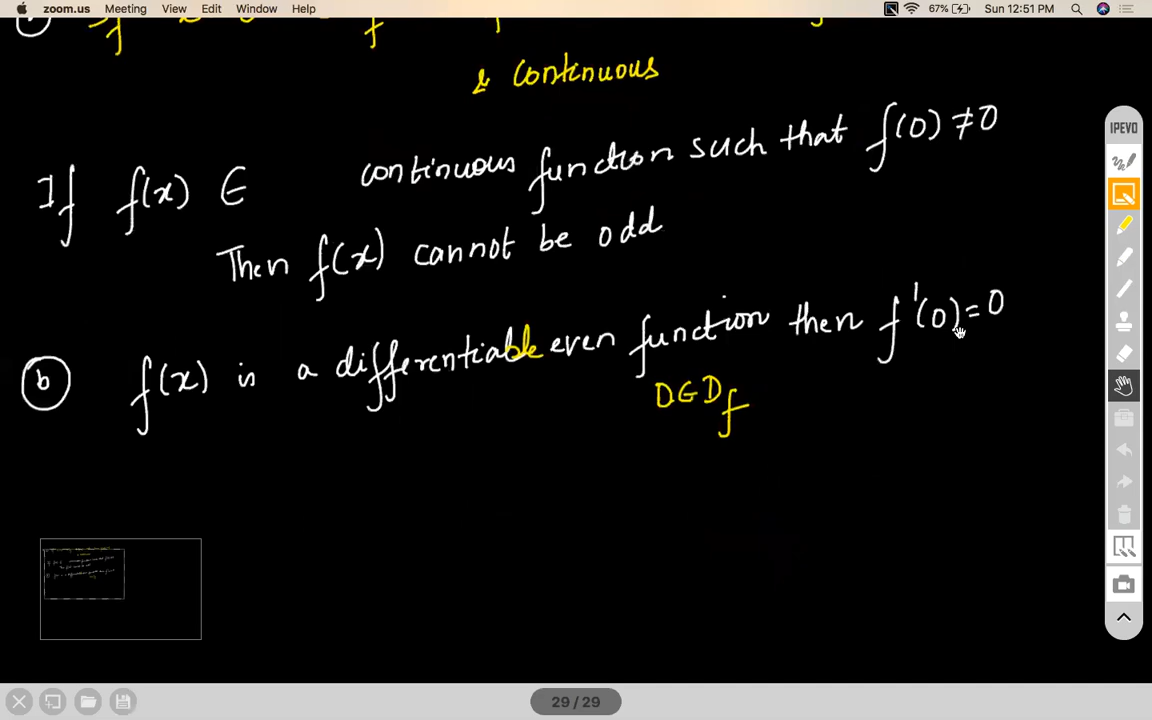 zoom.us Meeting View Edit Window Help 67% Sun 12:51 PM
& continuous
If f(x) ∈ continuous function such that f(0) ≠ 0
Then f(x) cannot be odd
b f(x) is a differentiable even function then f'(0) = 0
D∈Df
IPEVO
29 / 29